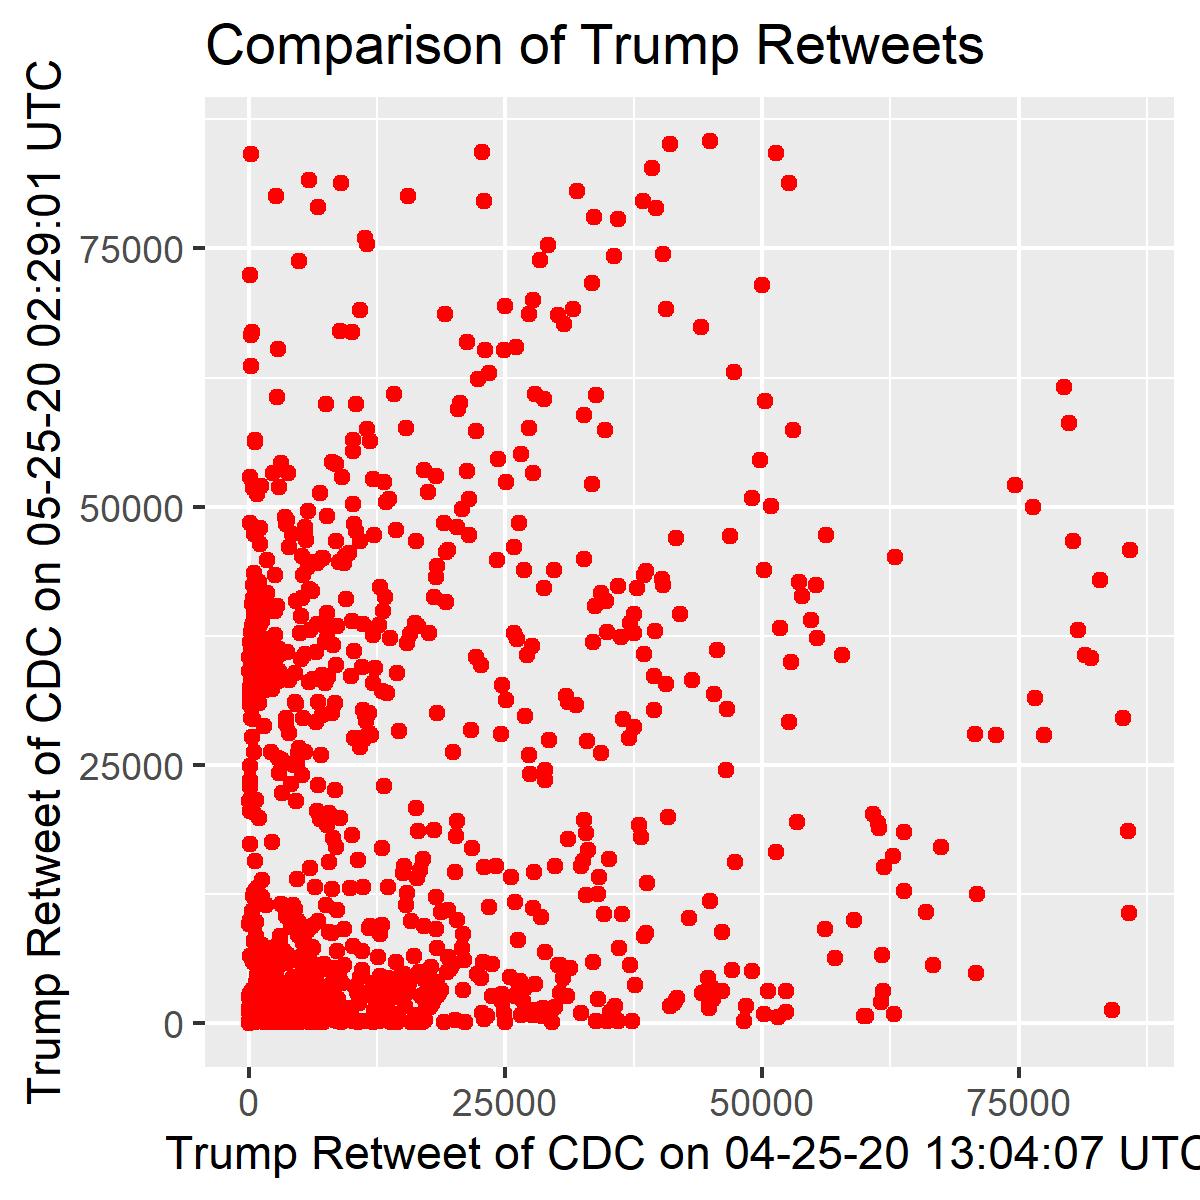 Comparison of Trump Retweets
Trump Retweet of CDC on 05-25-20 02:29:01 UTC
75000
50000
25000
0
0 25000 50000 75000
Trump Retweet of CDC on 04-25-20 13:04:07 UTC